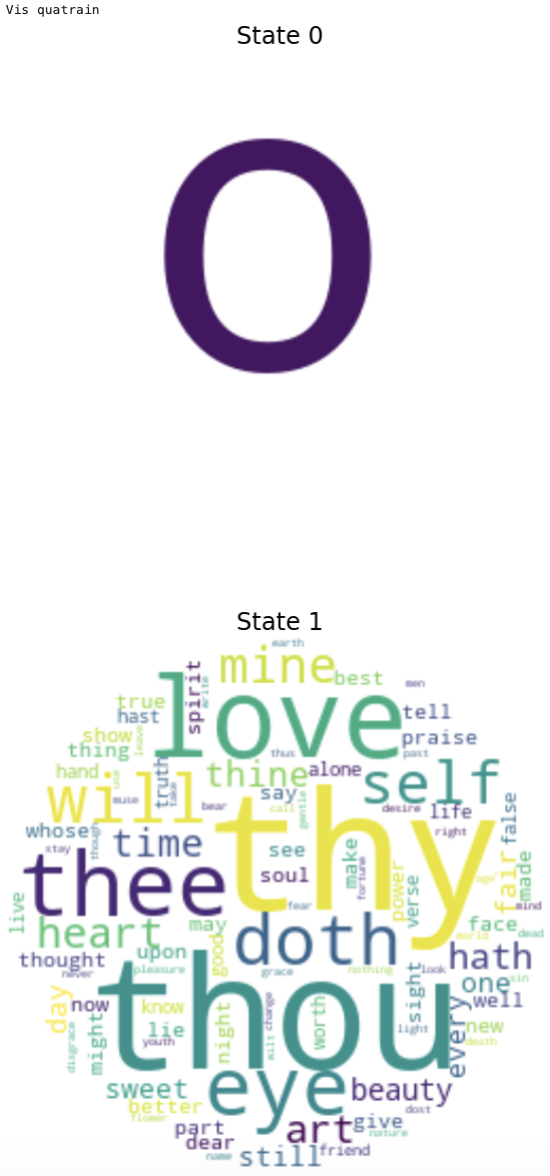 Vis quatrain
State 0
O
State 1
earth
mine
best
men
spirit
write
love
true
hast
tell
show
leave
thing
praise
thus
past
hand
use
truth
take
thine
alone
self
will
muse
bear
say
call
gentle
desire
life
right
false
whose
though
stay
time
thy
see
make
fortune
thee
soul
power
verse
fair
age
made
mind
live
fear
heart
may
doth
face
world
dead
thought
never
upon
pleasure
good
grace
nothing
look
sight
hath
one
sin
well
day
now
know
thou
lie
youth
night
wilt
change
worth
light
every
new
death
disgrace
might
sweet
eye
beauty
better
flower
dost
part
dear
art
give
nature
name
still
friend